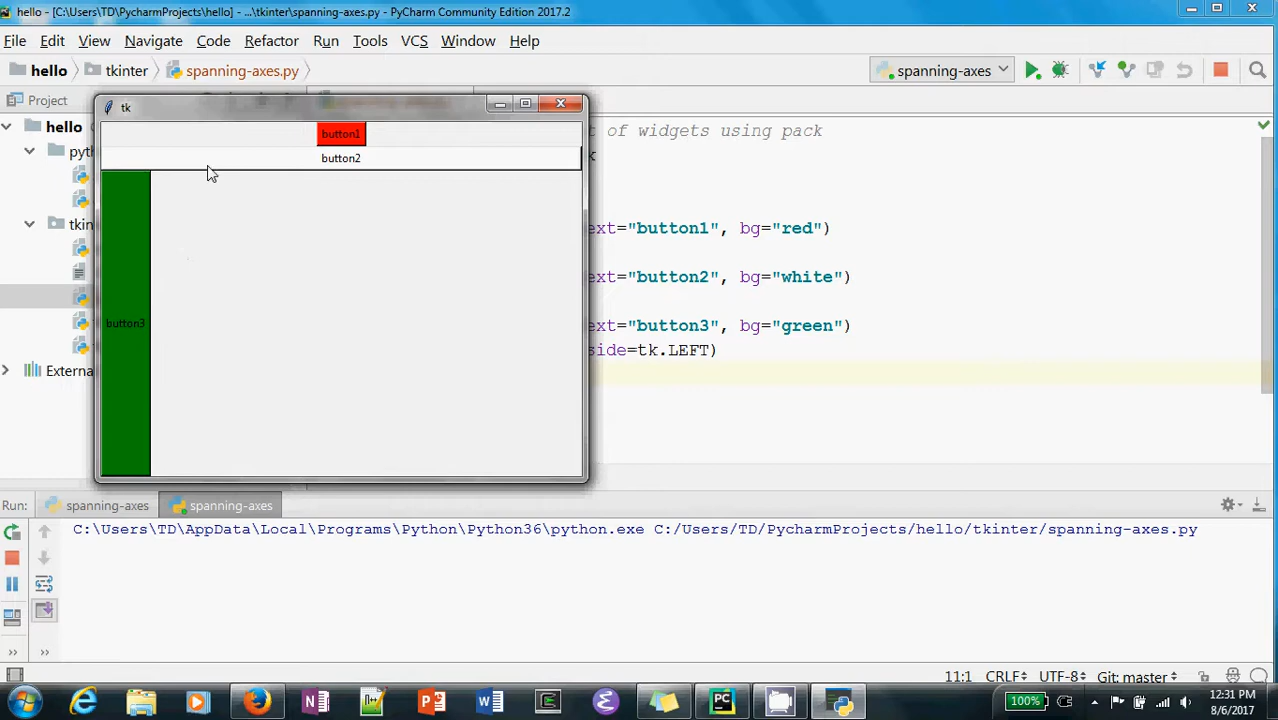 hello - [C:\Users\TD\PycharmProjects\hello] - ...\tkinter\spanning-axes.py - PyCharm Community Edition 2017.2
File Edit View Navigate Code Refactor Run Tools VCS Window Help
hello tkinter spanning-axes.py spanning-axes
Project
tk
hello
of widgets using pack
button1
button2
ext="button1", bg="red")
ext="button2", bg="white")
button3
ext="button3", bg="green")
side=tk.LEFT)
Externa
Run: spanning-axes spanning-axes
C:\Users\TD\AppData\Local\Programs\Python\Python36\python.exe C:/Users/TD/PycharmProjects/hello/tkinter/spanning-axes.py
11:1 CRLF÷ UTF-8÷ Git: master÷
100% 12:31 PM
8/6/2017